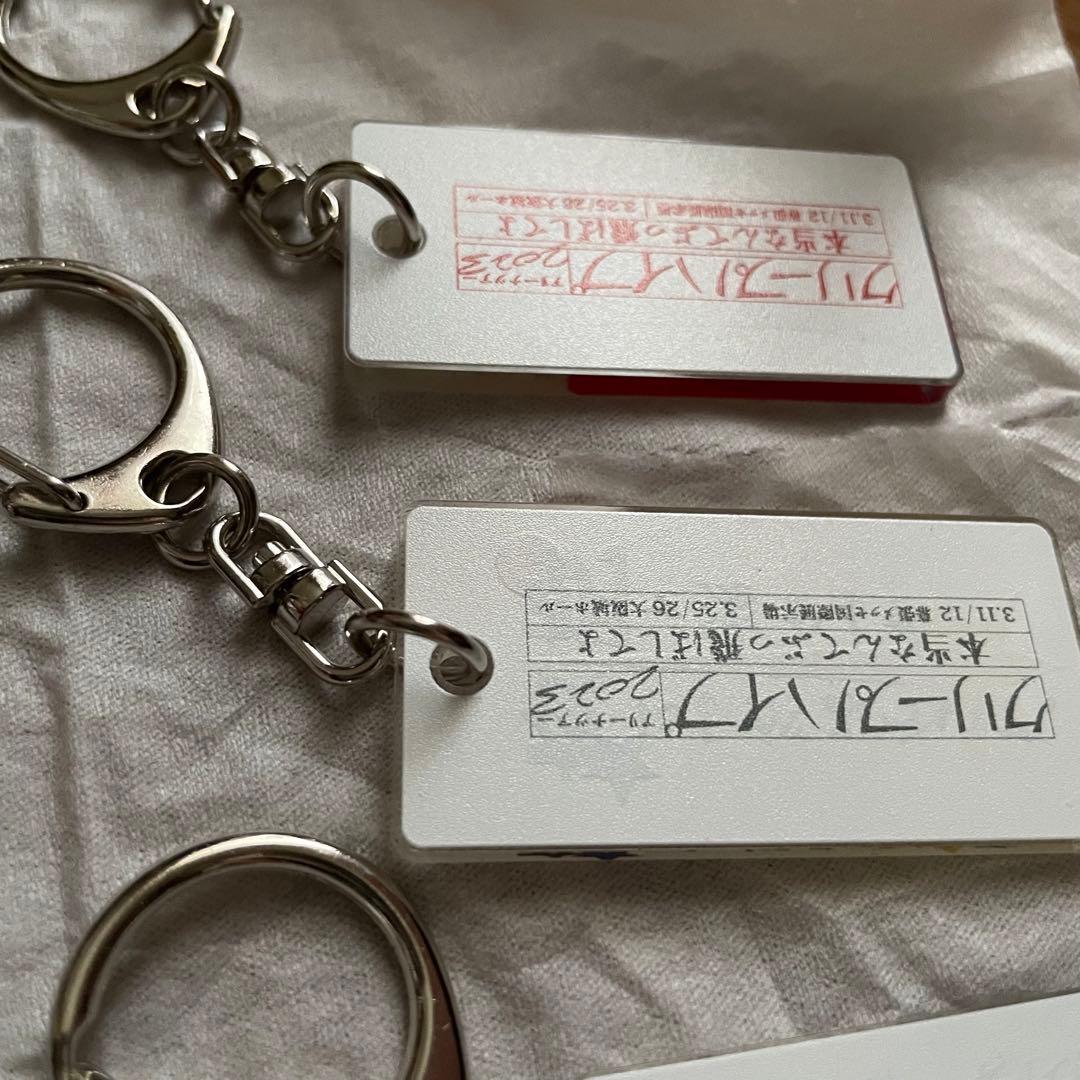 クリープハイプ アリーナツアー 2023
本当なんてぶっ飛ばしてよ
3.11/12 幕張メッセ国際展示場 3.25/26 大阪城ホール
クリープハイプ アリーナツアー 2023
本当なんてぶっ飛ばしてよ
3.11/12 幕張メッセ国際展示場 3.25/26 大阪城ホール